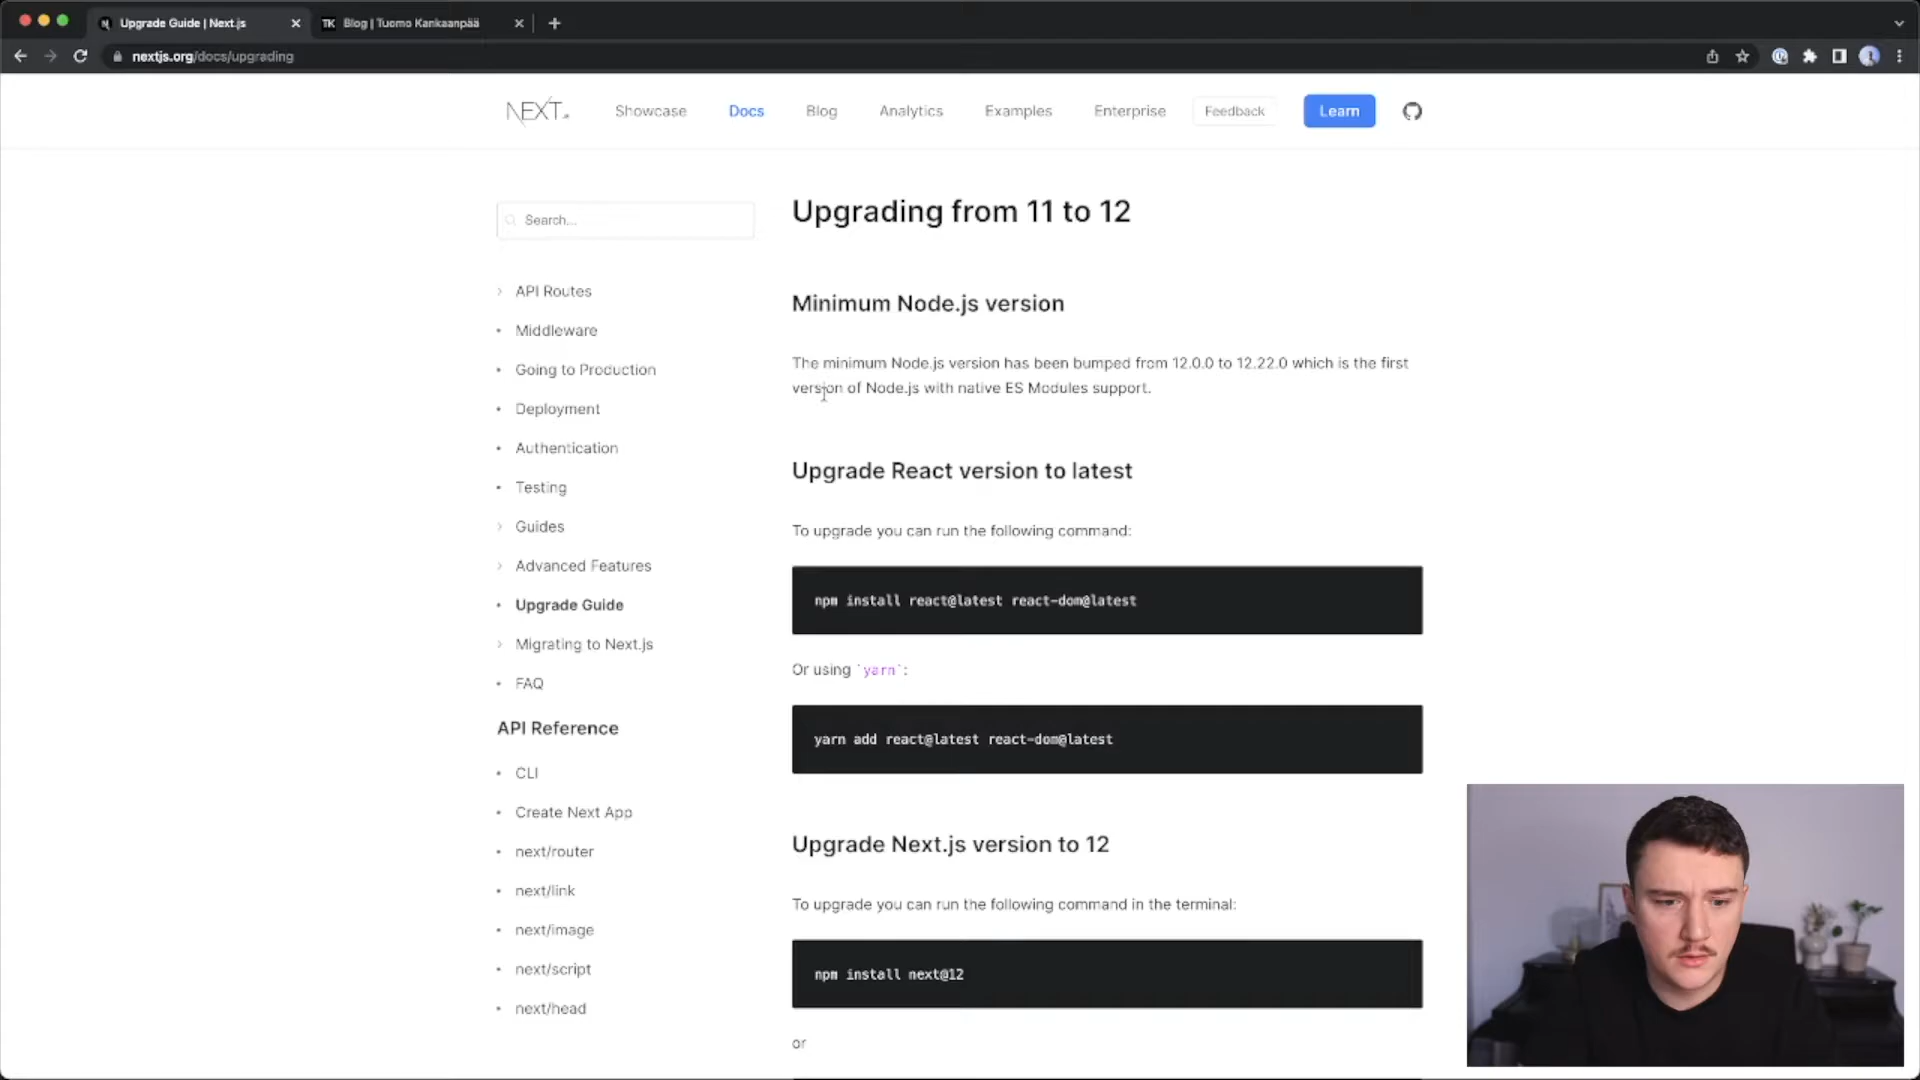 Upgrade Guide | Next.js
TK Blog | Tuomo Kankaanpää
nextjs.org/docs/upgrading
NEXT.JS
Showcase
Docs
Blog
Analytics
Examples
Enterprise
Feedback
Learn
Search...
API Routes
Middleware
Going to Production
Deployment
Authentication
Testing
Guides
Advanced Features
Upgrade Guide
Migrating to Next.js
FAQ
API Reference
CLI
Create Next App
next/router
next/link
next/image
next/script
next/head
Upgrading from 11 to 12
Minimum Node.js version
The minimum Node.js version has been bumped from 12.0.0 to 12.22.0 which is the first
version of Node.js with native ES Modules support.
Upgrade React version to latest
To upgrade you can run the following command:
npm install react@latest react-dom@latest
Or using `yarn`:
yarn add react@latest react-dom@latest
Upgrade Next.js version to 12
To upgrade you can run the following command in the terminal:
npm install next@12
or